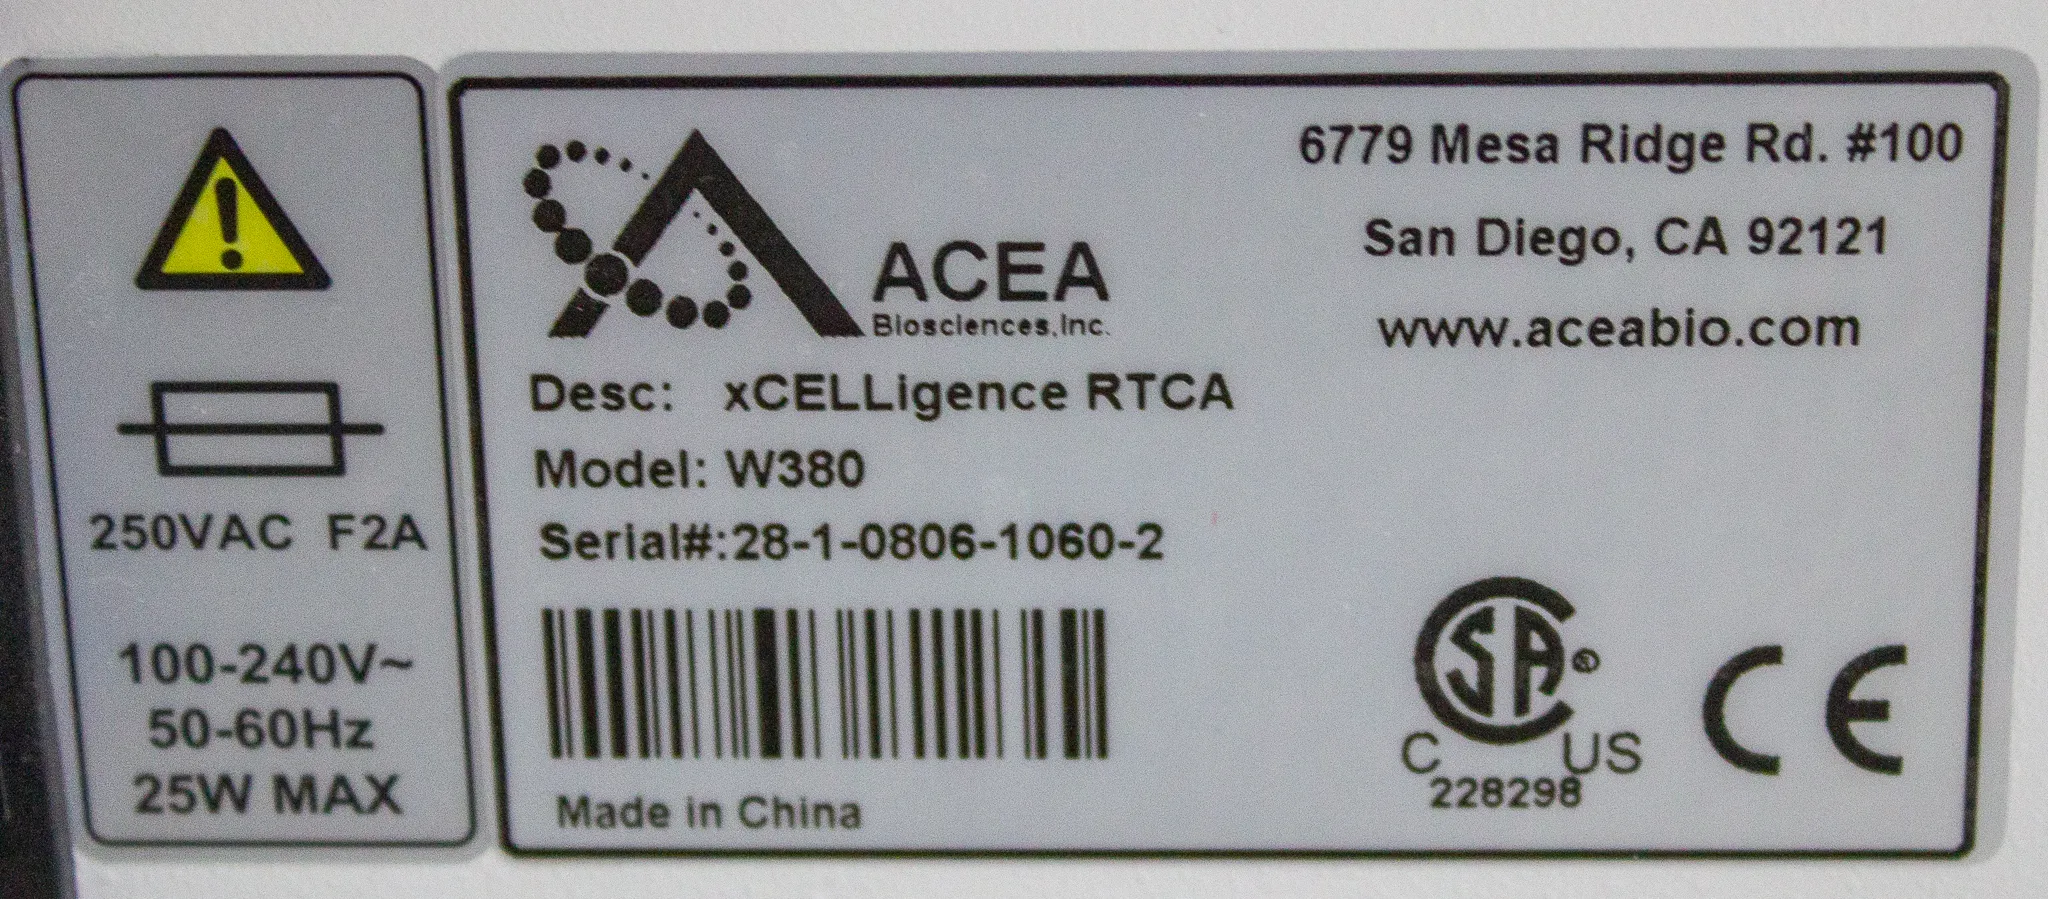 250VAC F2A
100-240V~
50-60Hz
25W MAX
ACEA
Biosciences,Inc.
6779 Mesa Ridge Rd. #100
San Diego, CA 92121
www.aceabio.com
Desc: xCELLigence RTCA
Model: W380
Serial#:28-1-0806-1060-2
Made in China
CSA®
C US
228298
CE